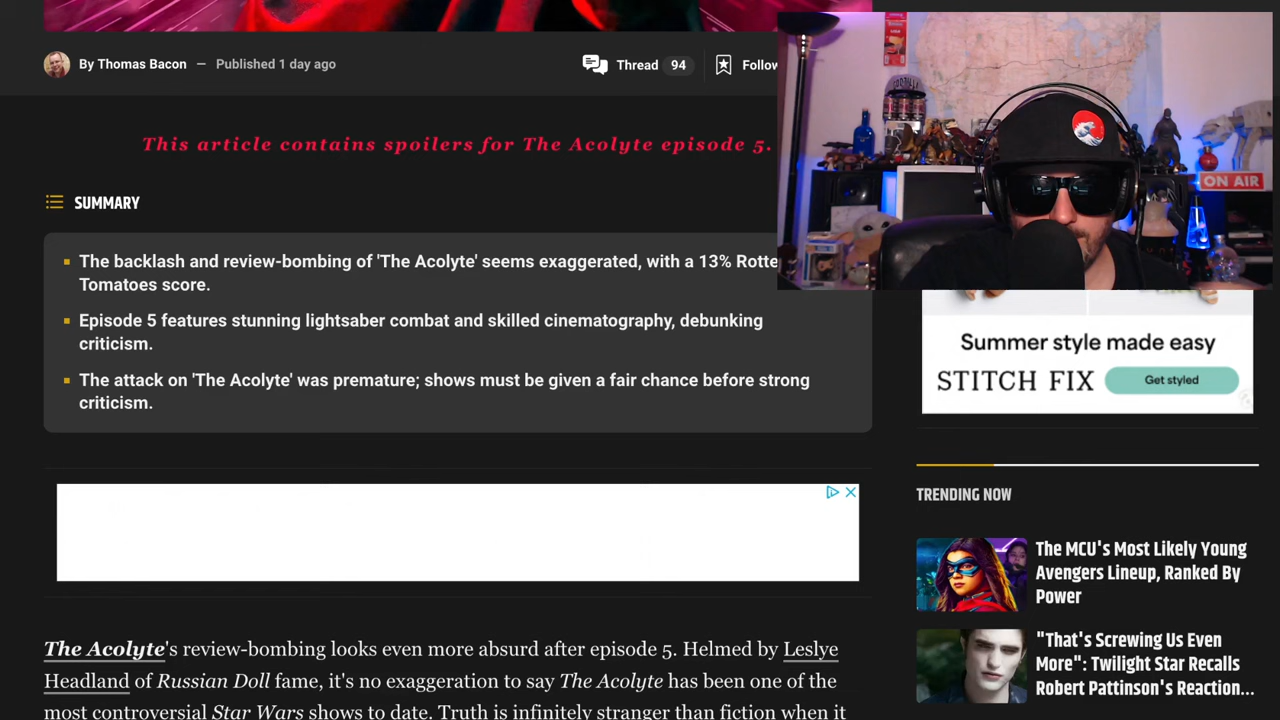 By Thomas Bacon — Published 1 day ago
Thread 94
Follow
This article contains spoilers for The Acolyte episode 5.
ON AIR
SUMMARY
The backlash and review-bombing of 'The Acolyte' seems exaggerated, with a 13% Rotte
Tomatoes score.
Episode 5 features stunning lightsaber combat and skilled cinematography, debunking
criticism.
The attack on 'The Acolyte' was premature; shows must be given a fair chance before strong
criticism.
Summer style made easy
STITCH FIX
Get styled
TRENDING NOW
The MCU's Most Likely Young
Avengers Lineup, Ranked By
Power
"That's Screwing Us Even
More": Twilight Star Recalls
Robert Pattinson's Reaction...
The Acolyte's review-bombing looks even more absurd after episode 5. Helmed by Leslye
Headland of Russian Doll fame, it's no exaggeration to say The Acolyte has been one of the
most controversial Star Wars shows to date. Truth is infinitely stranger than fiction when it